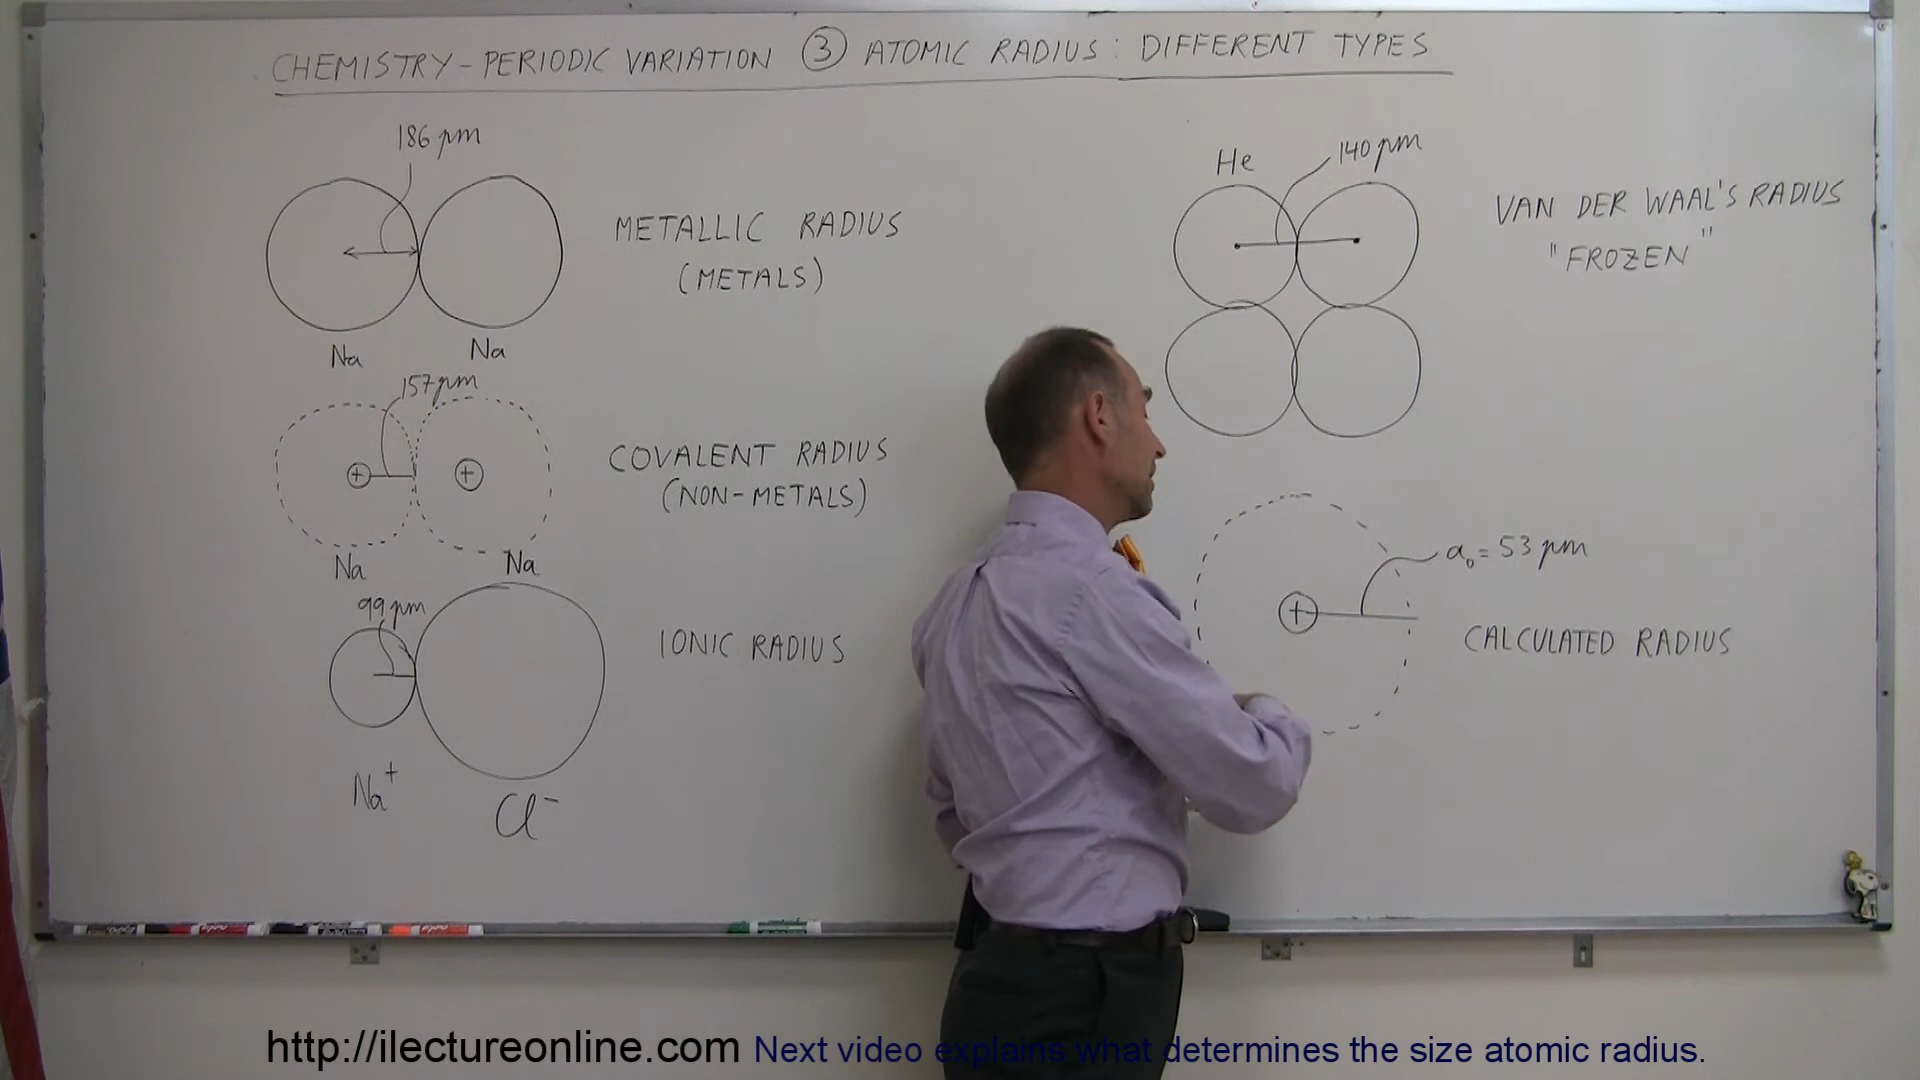 CHEMISTRY - PERIODIC VARIATION ③ ATOMIC RADIUS: DIFFERENT TYPES
186 pm
METALLIC RADIUS
(METALS)
Na Na
157 pm
+ +
COVALENT RADIUS
(NON-METALS)
Na Na
99 pm
IONIC RADIUS
Na+
Cl-
He
140 pm
VAN DER WAAL'S RADIUS
"FROZEN"
a₀ = 53 pm
+
CALCULATED RADIUS
http://ilectureonline.com Next video explains what determines the size atomic radius.